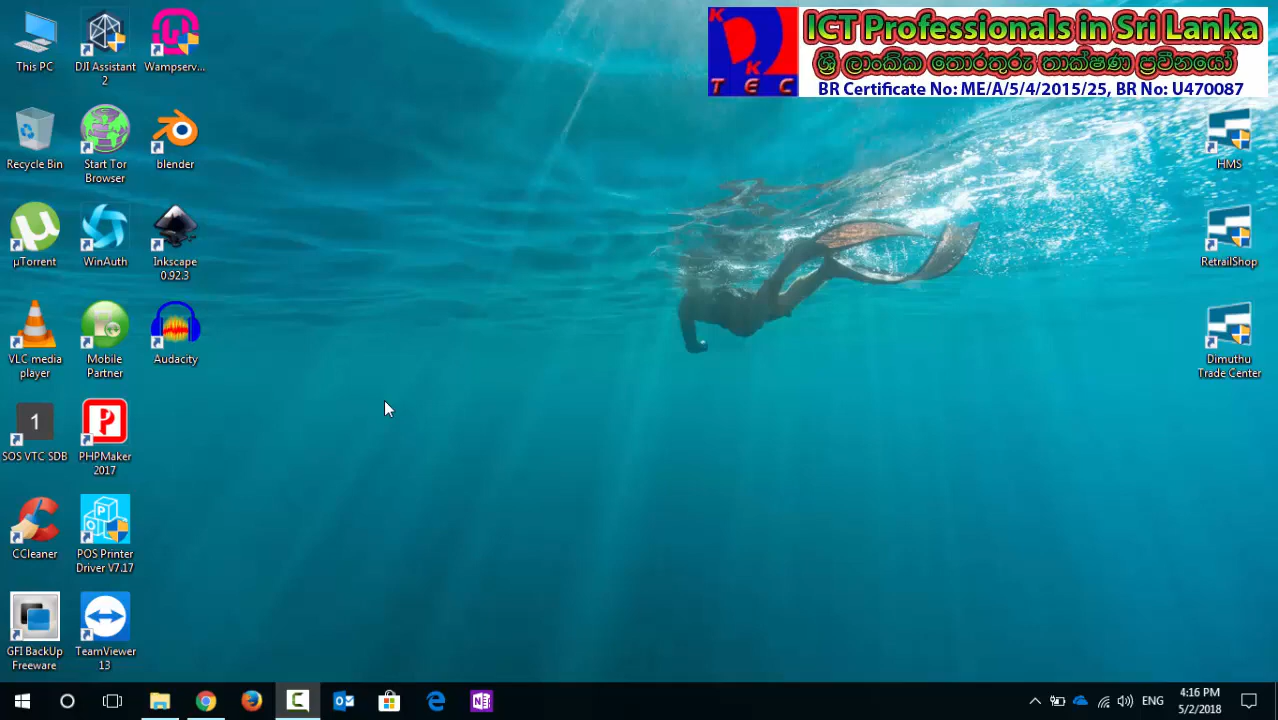 ICT Professionals in Sri Lanka
ශ්‍රී ලාංකික තොරතුරු තාක්ෂණ ප්‍රවීනයෝ
BR Certificate No: ME/A/5/4/2015/25, BR No: U470087
K
D
K
T E C
This PC
DJI Assistant
2
Wampserv...
Recycle Bin
Start Tor
Browser
blender
HMS
µTorrent
WinAuth
Inkscape
0.92.3
RetrailShop
VLC media
player
Mobile
Partner
Audacity
Dimuthu
Trade Center
1
SOS VTC SDB
PHPMaker
2017
CCleaner
POS Printer
Driver V7.17
GFI BackUp
Freeware
TeamViewer
13
ENG
4:16 PM
5/2/2018